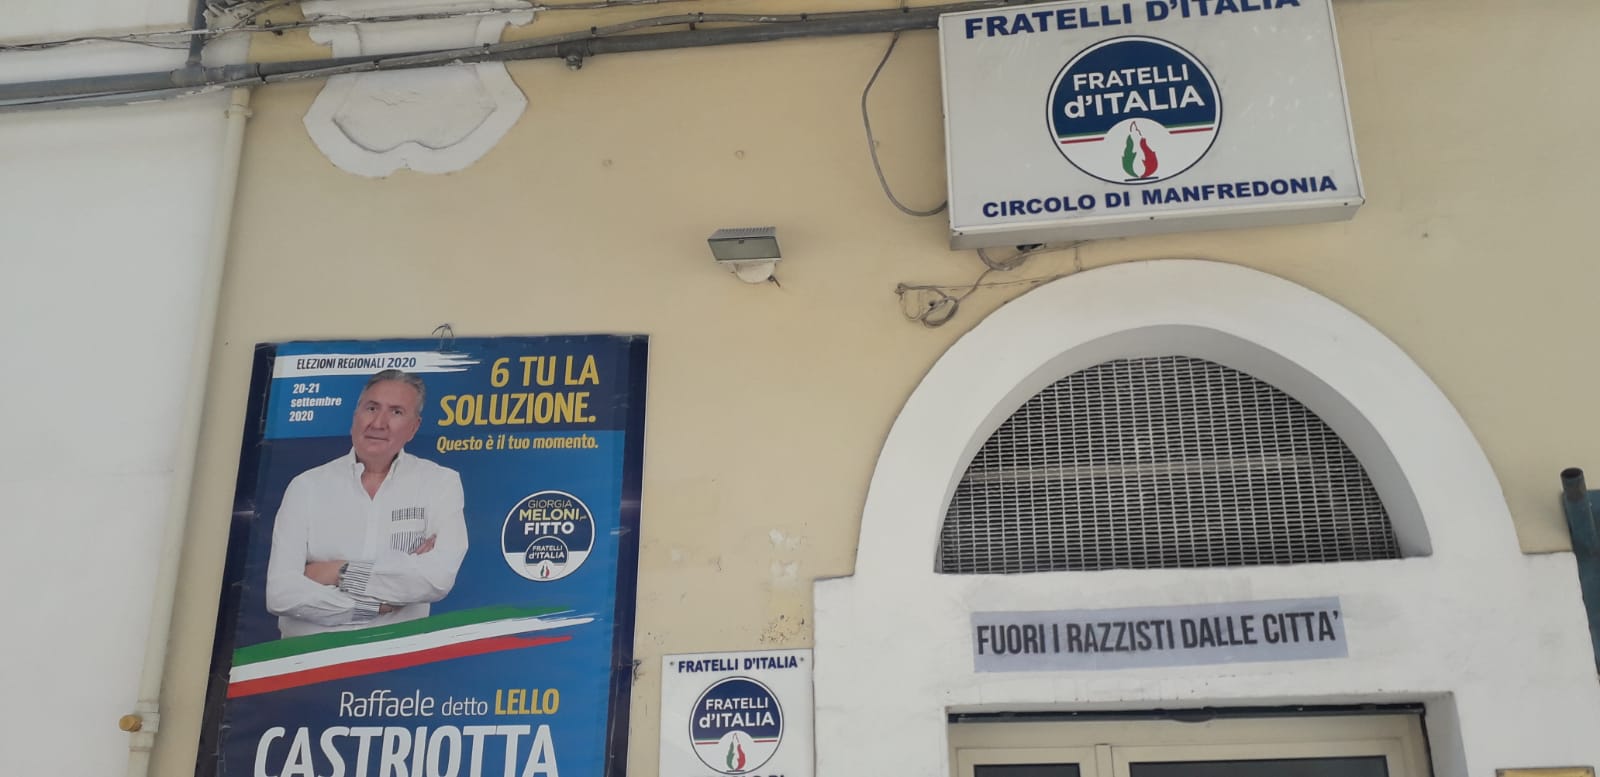 FRATELLI D'ITALIA
FRATELLI
d'ITALIA
CIRCOLO DI MANFREDONIA
ELEZIONI REGIONALI 2020
20-21
settembre
2020
6 TU LA
SOLUZIONE.
Questo è il tuo momento.
GIORGIA
MELONI per
FITTO
FRATELLI
d'ITALIA
Raffaele detto LELLO
CASTRIOTTA
FRATELLI D'ITALIA
FRATELLI
d'ITALIA
FUORI I RAZZISTI DALLE CITTA'